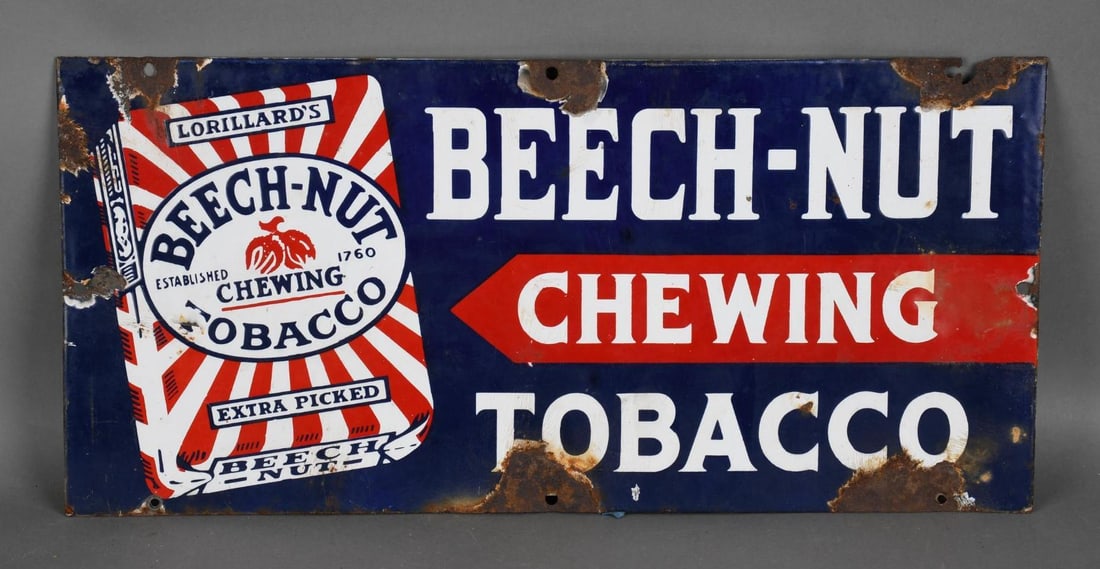 LORILLARD'S
BEECH-NUT
ESTABLISHED 1760
CHEWING
TOBACCO
EXTRA PICKED
BEECH
NUT
BEECH-NUT
CHEWING
TOBACCO